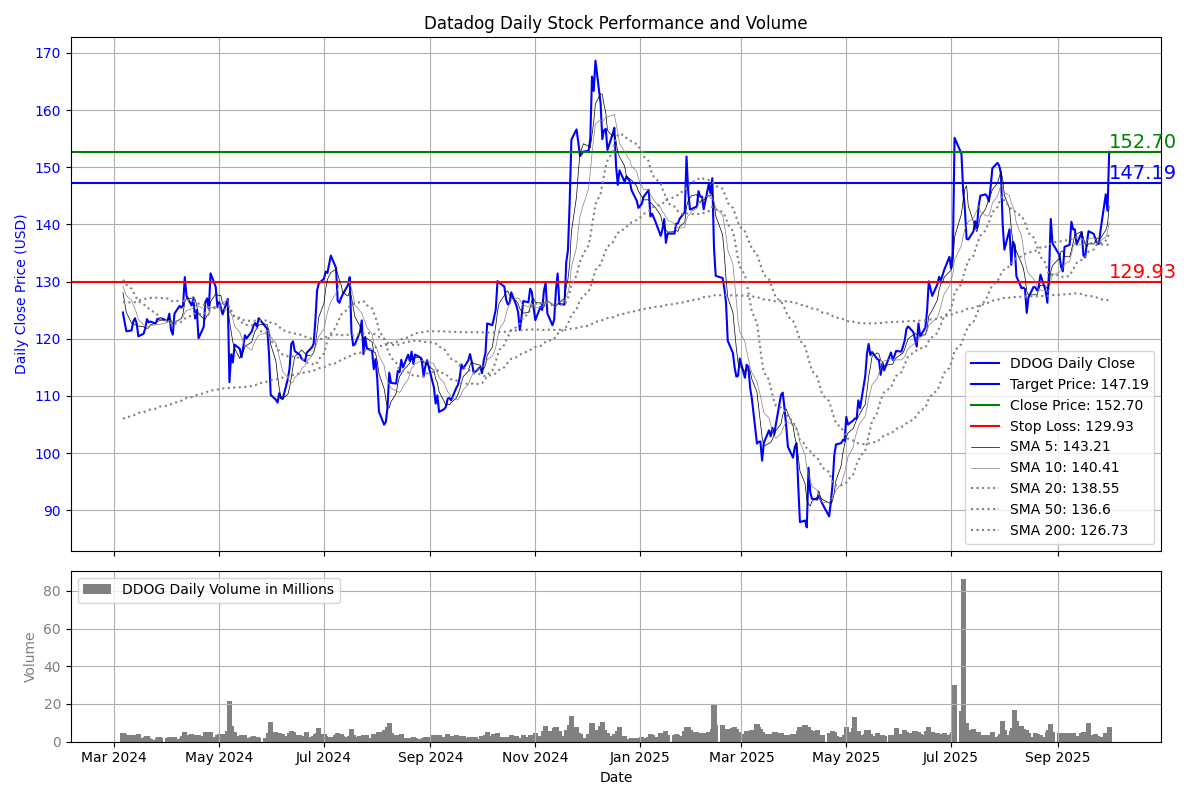 Datadog Daily Stock Performance and Volume
Daily Close Price (USD)
170
160
150
140
130
120
110
100
90
152.70
147.19
129.93
DDOG Daily Close
Target Price: 147.19
Close Price: 152.70
Stop Loss: 129.93
SMA 5: 143.21
SMA 10: 140.41
SMA 20: 138.55
SMA 50: 136.6
SMA 200: 126.73
DDOG Daily Volume in Millions
Volume
80
60
40
20
0
Mar 2024
May 2024
Jul 2024
Sep 2024
Nov 2024
Jan 2025
Mar 2025
May 2025
Jul 2025
Sep 2025
Date